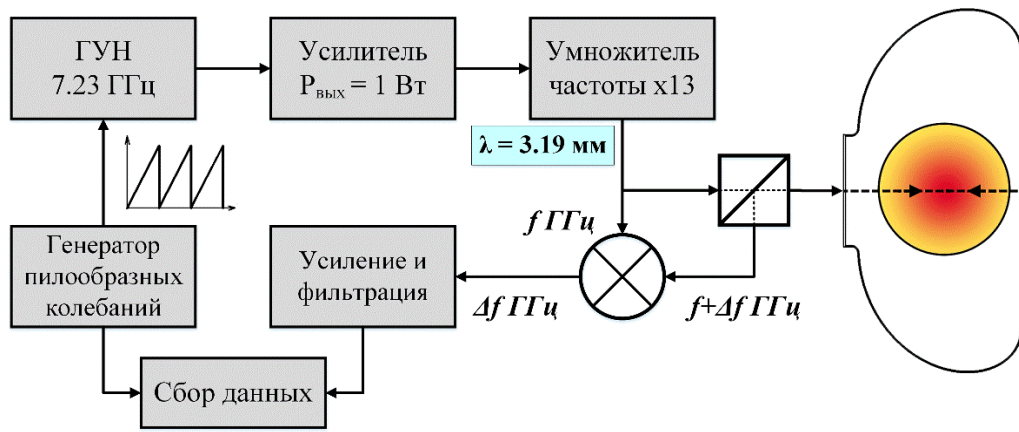 ГУН
7.23 ГГц
Усилитель
Pвых = 1 Вт
Умножитель
частоты x13
λ = 3.19 мм
f ГГц
Генератор
пилообразных
колебаний
Усиление и
фильтрация
Δf ГГц
f+Δf ГГц
Сбор данных